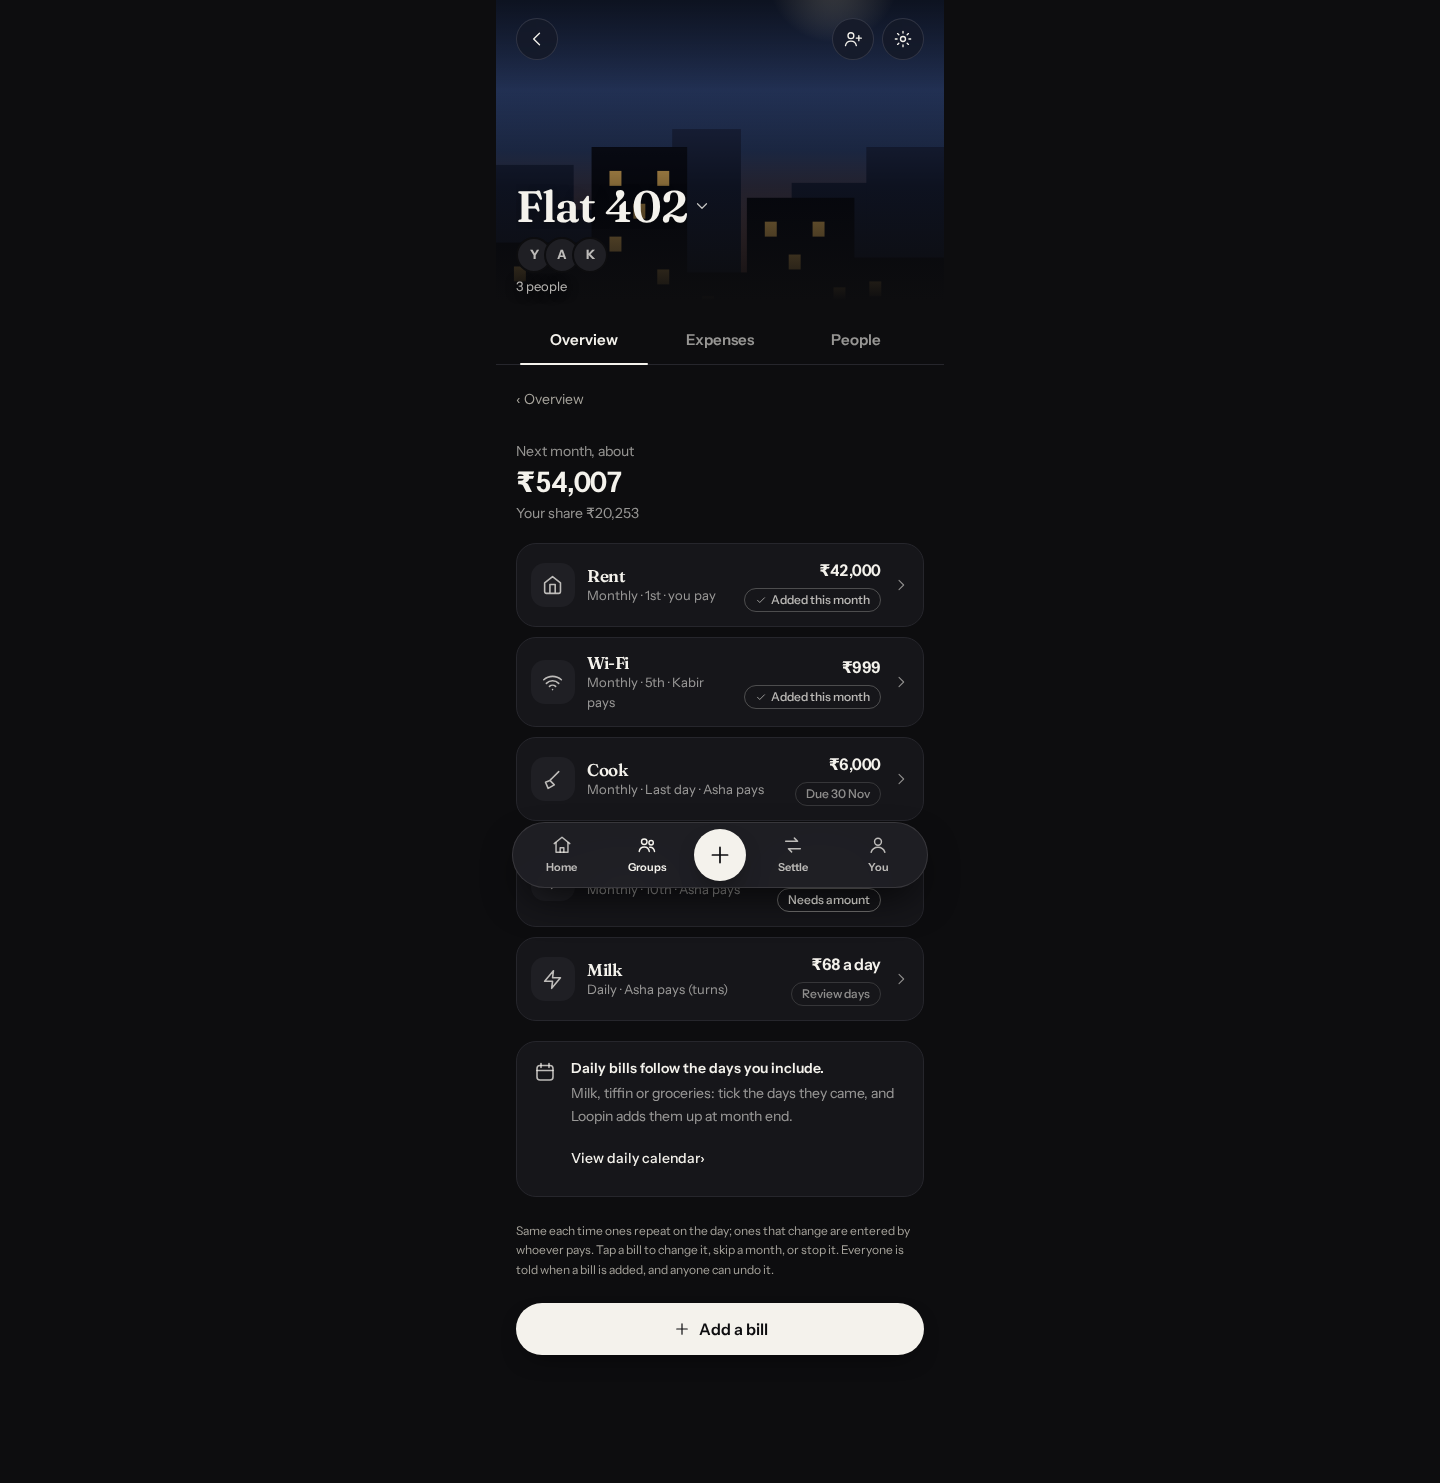 Flat 402
Y A K
3 people
Overview Expenses People
‹ Overview
Next month, about
₹54,007
Your share ₹20,253
Rent
Monthly · 1st · you pay
₹42,000
Added this month
Wi-Fi
Monthly · 5th · Kabir
pays
₹999
Added this month
Cook
Monthly · Last day · Asha pays
₹6,000
Due 30 Nov
Home Groups Settle You
Monthly · 10th · Asha pays
Needs amount
Milk
Daily · Asha pays (turns)
₹68 a day
Review days
Daily bills follow the days you include.
Milk, tiffin or groceries: tick the days they came, and
Loopin adds them up at month end.
View daily calendar›
Same each time ones repeat on the day; ones that change are entered by
whoever pays. Tap a bill to change it, skip a month, or stop it. Everyone is
told when a bill is added, and anyone can undo it.
Add a bill